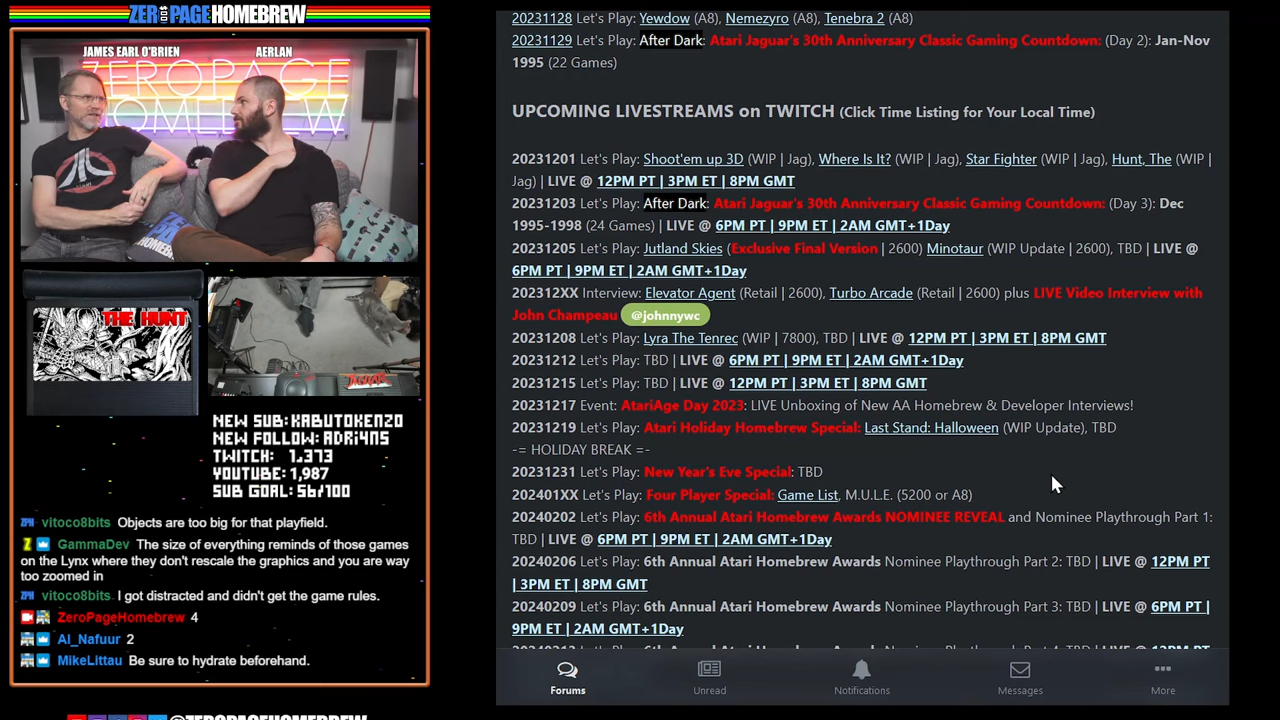 ZEROPAGEHOMEBREW
JAMES EARL O'BRIEN
AERLAN
ZEROPAGE
HOMEBREW
ATARI
THE HUNT
JAGUAR
NEW SUB: KABUTOKENZO
NEW FOLLOW: ADRI4NS
TWITCH: 1,373
YOUTUBE: 1,987
SUB GOAL: 56/100
vitoco8bits Objects are too big for that playfield.
GammaDev The size of everything reminds of those games
on the Lynx where they don't rescale the graphics and you are way
too zoomed in
vitoco8bits I got distracted and didn't get the game rules.
ZeroPageHomebrew 4
Al_Nafuur 2
MikeLittau Be sure to hydrate beforehand.
@ZEROPAGEHOMEBREW
20231128 Let's Play: Yewdow (A8), Nemezyro (A8), Tenebra 2 (A8)
20231129 Let's Play: After Dark: Atari Jaguar's 30th Anniversary Classic Gaming Countdown: (Day 2): Jan-Nov
1995 (22 Games)
UPCOMING LIVESTREAMS on TWITCH (Click Time Listing for Your Local Time)
20231201 Let's Play: Shoot'em up 3D (WIP | Jag), Where Is It? (WIP | Jag), Star Fighter (WIP | Jag), Hunt, The (WIP |
Jag) | LIVE @ 12PM PT | 3PM ET | 8PM GMT
20231203 Let's Play: After Dark: Atari Jaguar's 30th Anniversary Classic Gaming Countdown: (Day 3): Dec
1995-1998 (24 Games) | LIVE @ 6PM PT | 9PM ET | 2AM GMT+1Day
20231205 Let's Play: Jutland Skies (Exclusive Final Version | 2600) Minotaur (WIP Update | 2600), TBD | LIVE @
6PM PT | 9PM ET | 2AM GMT+1Day
202312XX Interview: Elevator Agent (Retail | 2600), Turbo Arcade (Retail | 2600) plus LIVE Video Interview with
John Champeau @johnnywc
20231208 Let's Play: Lyra The Tenrec (WIP | 7800), TBD | LIVE @ 12PM PT | 3PM ET | 8PM GMT
20231212 Let's Play: TBD | LIVE @ 6PM PT | 9PM ET | 2AM GMT+1Day
20231215 Let's Play: TBD | LIVE @ 12PM PT | 3PM ET | 8PM GMT
20231217 Event: AtariAge Day 2023: LIVE Unboxing of New AA Homebrew & Developer Interviews!
20231219 Let's Play: Atari Holiday Homebrew Special: Last Stand: Halloween (WIP Update), TBD
-= HOLIDAY BREAK =-
20231231 Let's Play: New Year's Eve Special: TBD
202401XX Let's Play: Four Player Special: Game List, M.U.L.E. (5200 or A8)
20240202 Let's Play: 6th Annual Atari Homebrew Awards NOMINEE REVEAL and Nominee Playthrough Part 1:
TBD | LIVE @ 6PM PT | 9PM ET | 2AM GMT+1Day
20240206 Let's Play: 6th Annual Atari Homebrew Awards Nominee Playthrough Part 2: TBD | LIVE @ 12PM PT
| 3PM ET | 8PM GMT
20240209 Let's Play: 6th Annual Atari Homebrew Awards Nominee Playthrough Part 3: TBD | LIVE @ 6PM PT |
9PM ET | 2AM GMT+1Day
Forums
Unread
Notifications
Messages
More